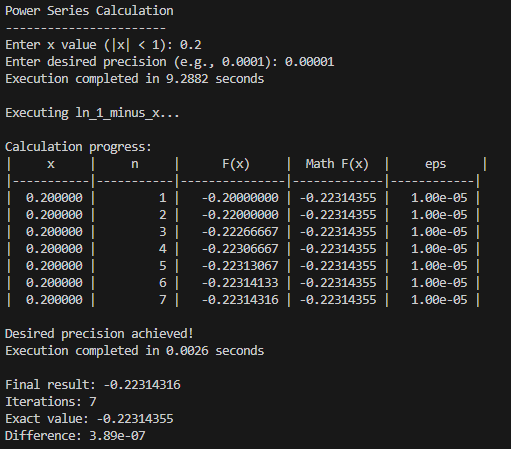 Power Series Calculation
-----------------------
Enter x value (|x| < 1): 0.2
Enter desired precision (e.g., 0.0001): 0.00001
Execution completed in 9.2882 seconds

Executing ln_1_minus_x...

Calculation progress:
|     x     |     n     |     F(x)     |  Math F(x)  |    eps     |
|-----------|-----------|--------------|-------------|-----------|
|  0.200000 |         1 |  -0.20000000 | -0.22314355 |  1.00e-05 |
|  0.200000 |         2 |  -0.22000000 | -0.22314355 |  1.00e-05 |
|  0.200000 |         3 |  -0.22266667 | -0.22314355 |  1.00e-05 |
|  0.200000 |         4 |  -0.22306667 | -0.22314355 |  1.00e-05 |
|  0.200000 |         5 |  -0.22313067 | -0.22314355 |  1.00e-05 |
|  0.200000 |         6 |  -0.22314133 | -0.22314355 |  1.00e-05 |
|  0.200000 |         7 |  -0.22314316 | -0.22314355 |  1.00e-05 |

Desired precision achieved!
Execution completed in 0.0026 seconds

Final result: -0.22314316
Iterations: 7
Exact value: -0.22314355
Difference: 3.89e-07